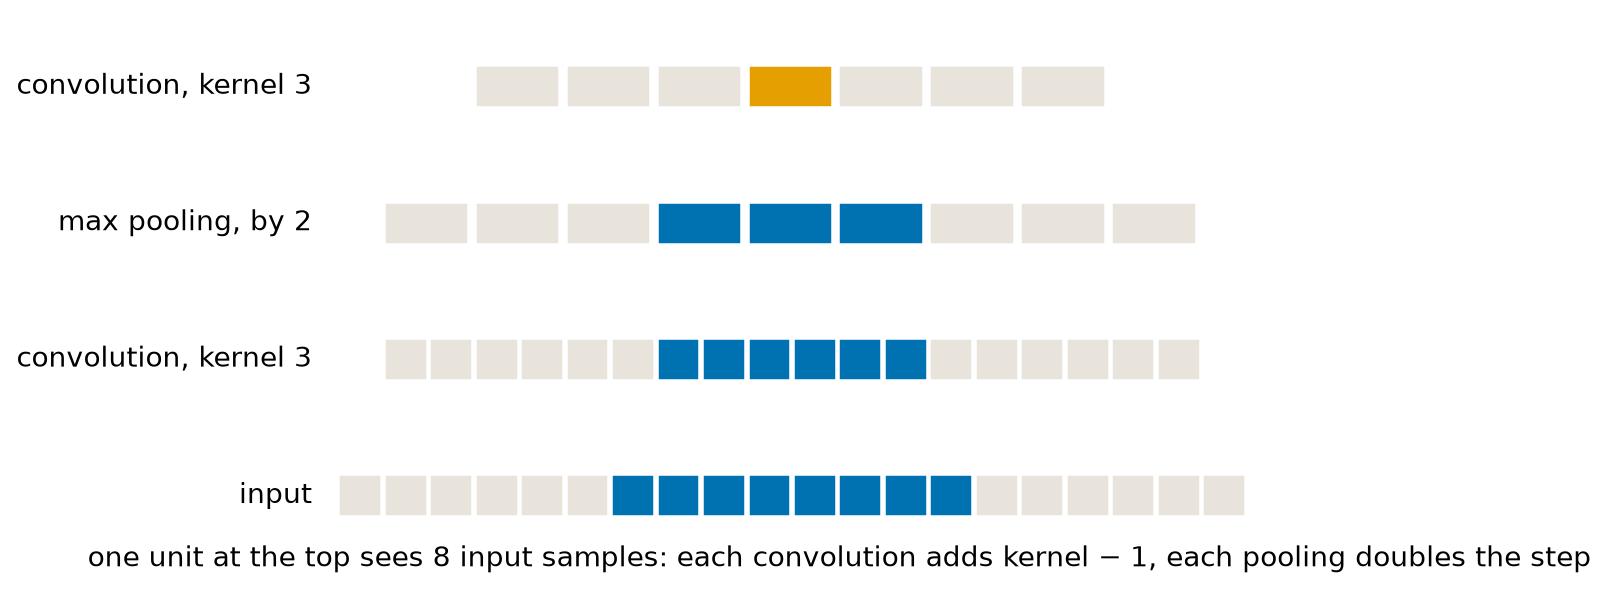 convolution, kernel 3
max pooling, by 2
convolution, kernel 3
input
one unit at the top sees 8 input samples: each convolution adds kernel − 1, each pooling doubles the step